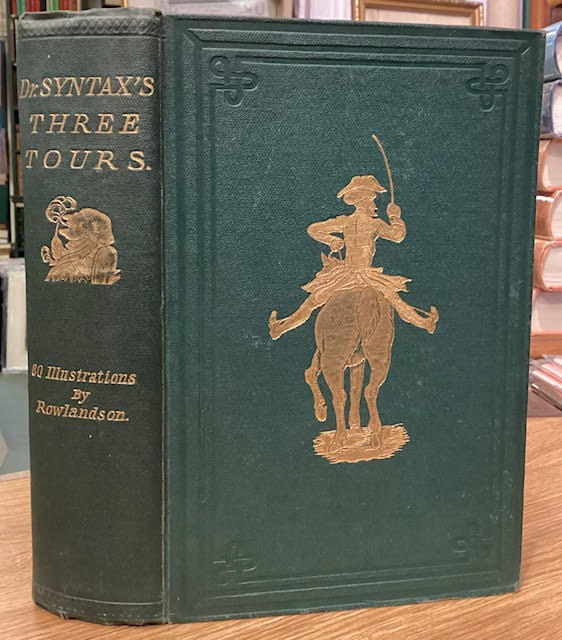 Dr. SYNTAX'S
THREE
TOURS.
80 Illustrations
By
Rowlandson.